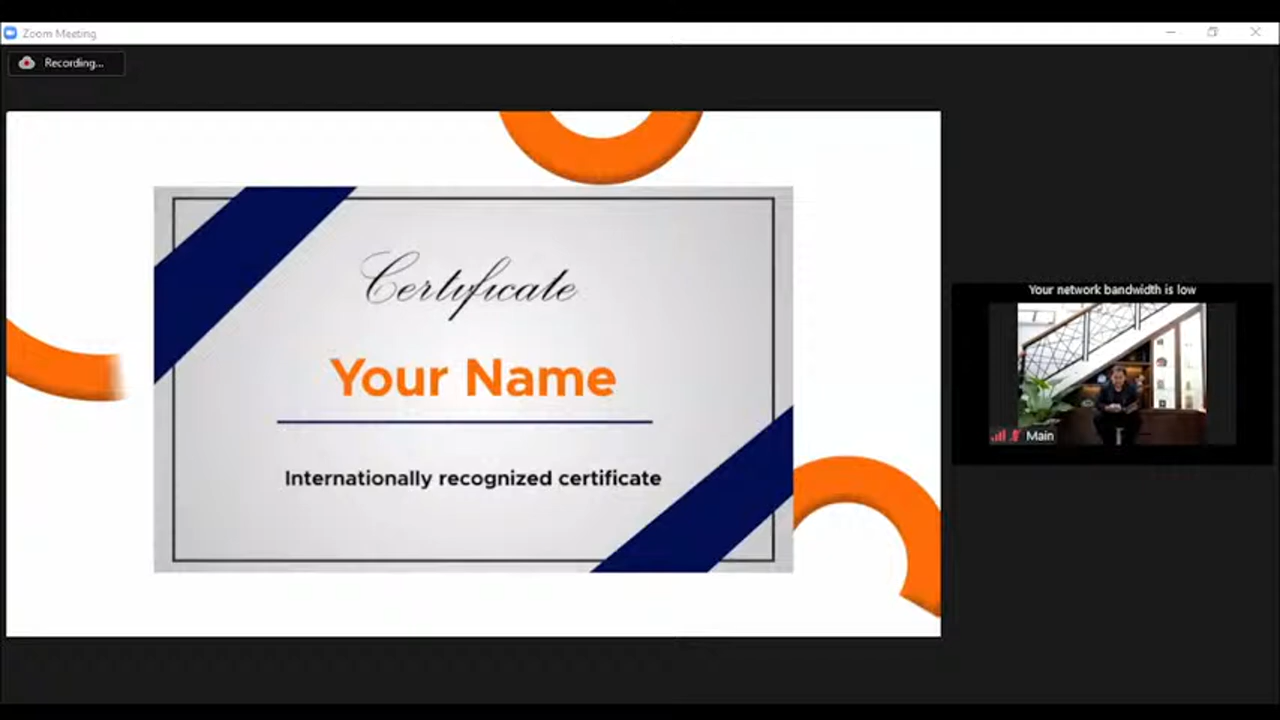 Zoom Meeting
Recording...
Certificate
Your Name
Internationally recognized certificate
Your network bandwidth is low
Main